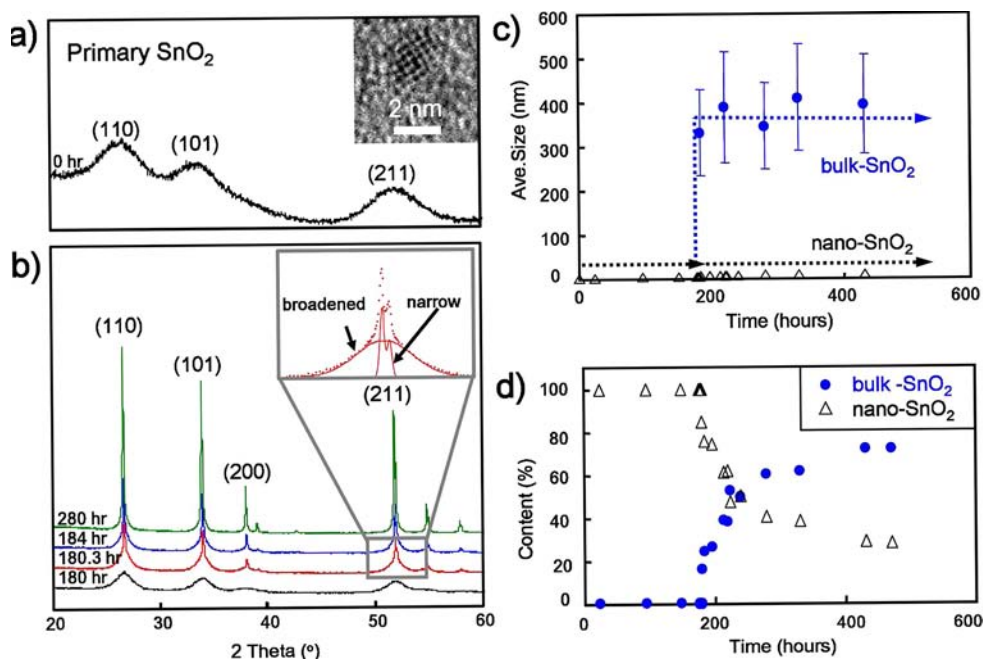 a)
Primary SnO₂
2 nm
(110)
(101)
(211)
0 hr
b)
broadened
narrow
(110)
(101)
(200)
(211)
280 hr
184 hr
180.3 hr
180 hr
20 30 40 50 60
2 Theta (°)
c)
Ave.Size (nm)
600
500
400
300
200
100
0
bulk-SnO₂
nano-SnO₂
0 200 400 600
Time (hours)
d)
Content (%)
100
80
60
40
20
0
bulk -SnO₂
nano-SnO₂
0 200 400 600
Time (hours)